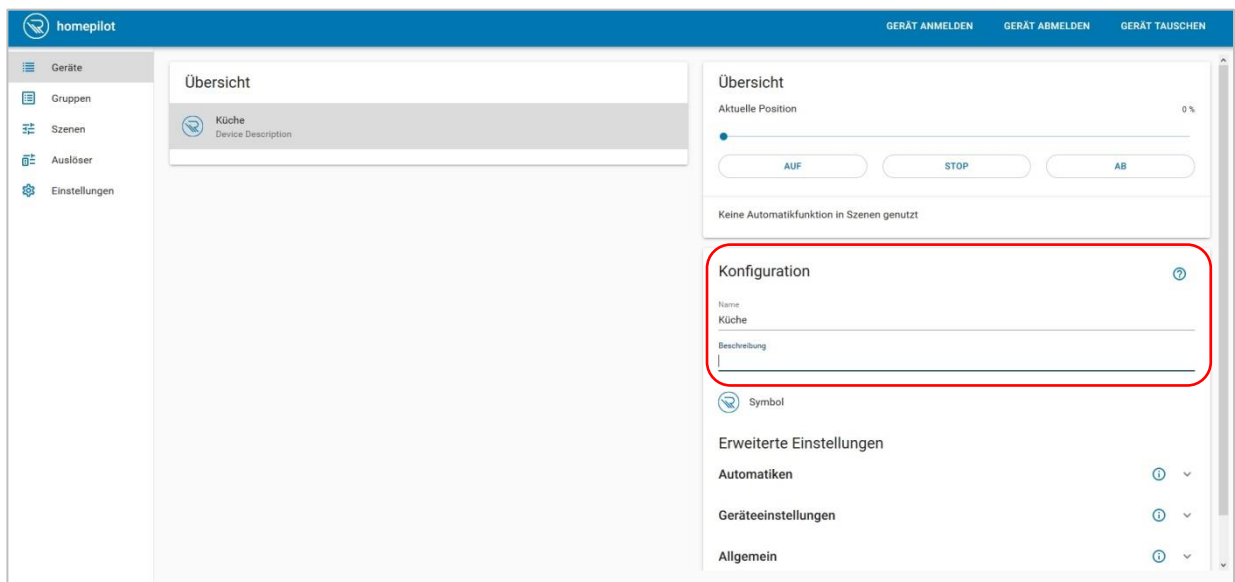 homepilot
GERÄT ANMELDEN GERÄT ABMELDEN GERÄT TAUSCHEN
Geräte
Gruppen
Szenen
Auslöser
Einstellungen
Übersicht
Küche
Device Description
Übersicht
Aktuelle Position 0 %
AUF STOP AB
Keine Automatikfunktion in Szenen genutzt
Konfiguration
Name
Küche
Beschreibung
Symbol
Erweiterte Einstellungen
Automatiken
Geräteeinstellungen
Allgemein